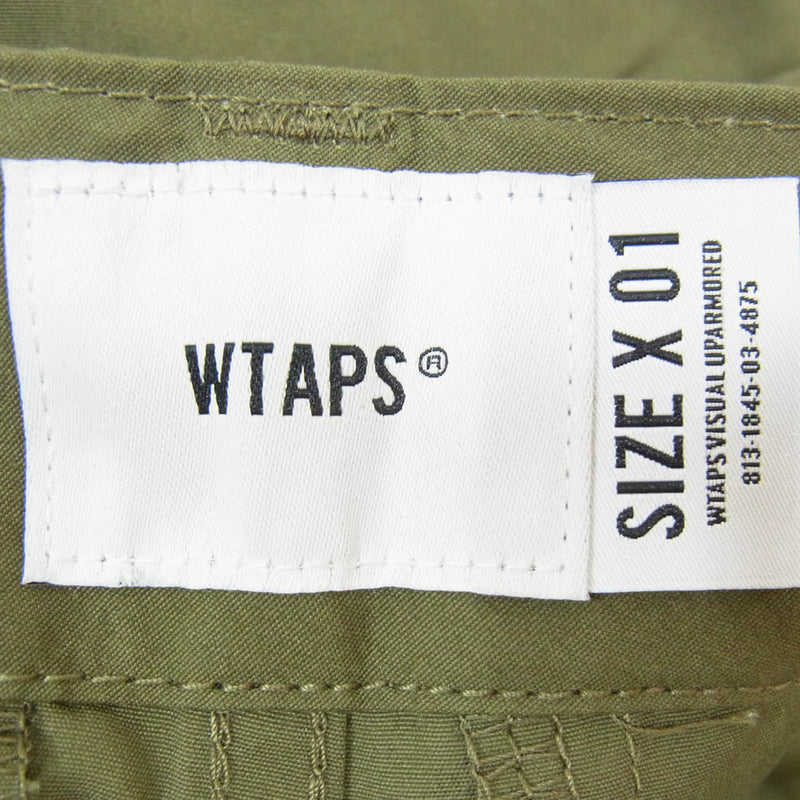 WTAPS®
SIZE X 01
WTAPS VISUAL UPARMORED
813-1845-03-4875